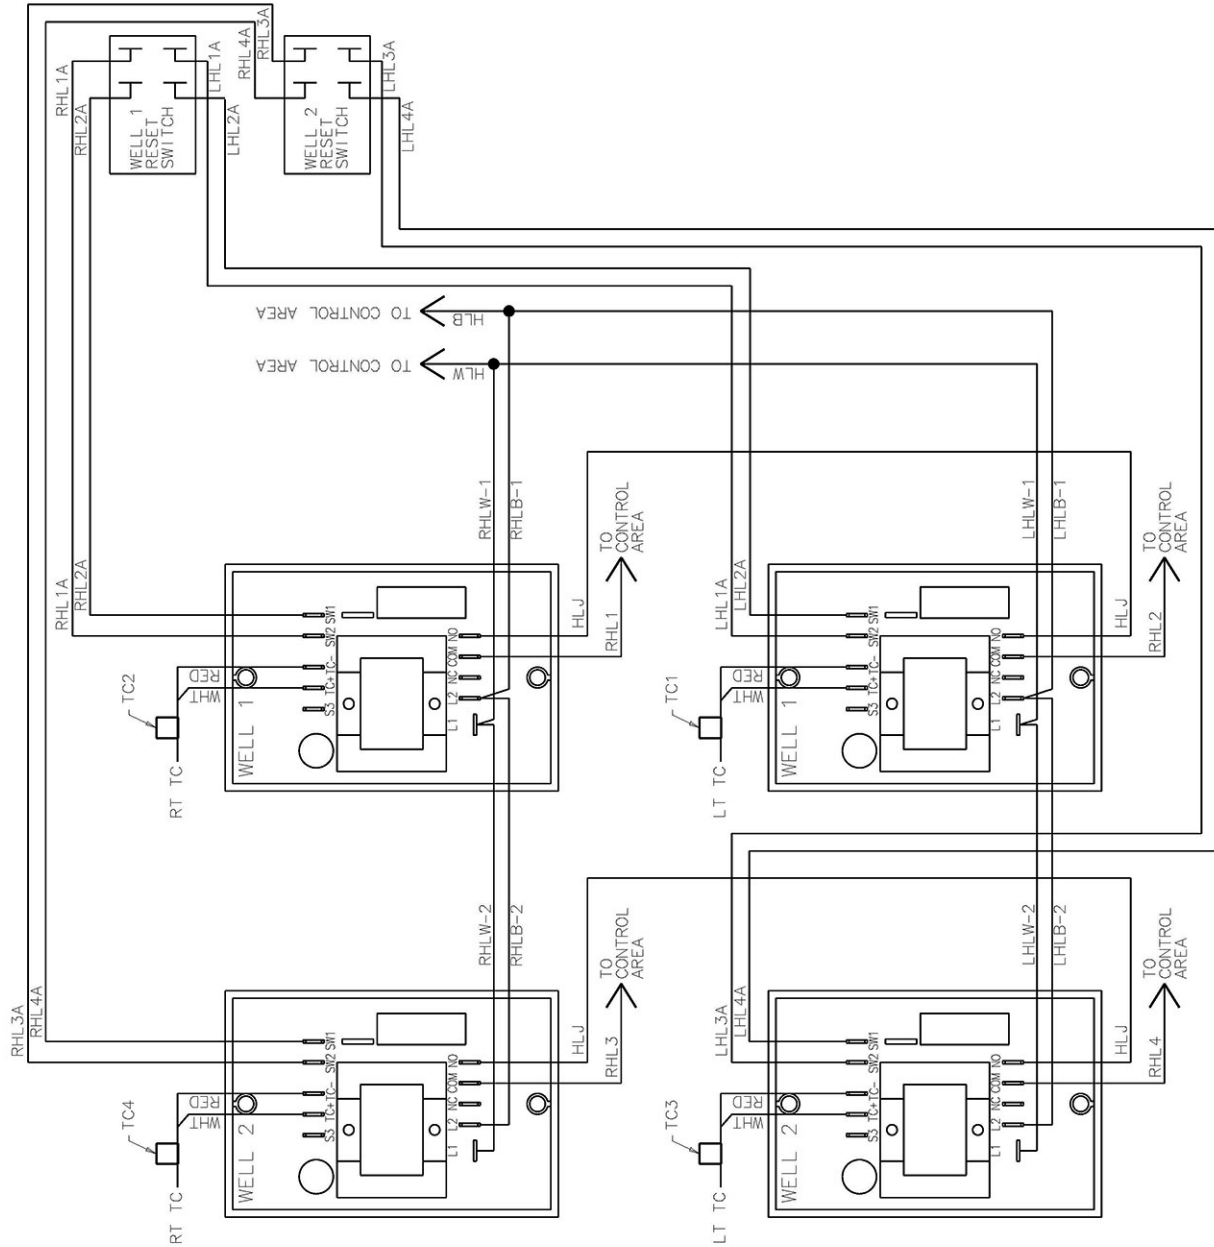 RHL3A
RHL4A
RHL1A
RHL2A
LHL1A
LHL2A
LHL3A
LHL4A
WELL 1
RESET
SWITCH
WELL 2
RESET
SWITCH
TO CONTROL AREA
HLB
TO CONTROL AREA
HLW
RHLW-1
RHLB-1
LHLW-1
LHLB-1
RHL1A
RHL2A
TC2
RED
WHT
RT TC
WELL 1
SW1
SW2
TC-
TC+
S3
NO
COM
NC
L2
L1
HLJ
RHL1
TO
CONTROL
AREA
LHL1A
LHL2A
TC1
RED
WHT
LT TC
WELL 1
SW1
SW2
TC-
TC+
S3
NO
COM
NC
L2
L1
HLJ
RHL2
TO
CONTROL
AREA
RHLW-2
RHLB-2
LHLW-2
LHLB-2
RHL3A
RHL4A
TC4
RED
WHT
RT TC
WELL 2
SW1
SW2
TC-
TC+
S3
NO
COM
NC
L2
L1
HLJ
RHL3
TO
CONTROL
AREA
LHL3A
LHL4A
TC3
RED
WHT
LT TC
WELL 2
SW1
SW2
TC-
TC+
S3
NO
COM
NC
L2
L1
HLJ
RHL4
TO
CONTROL
AREA